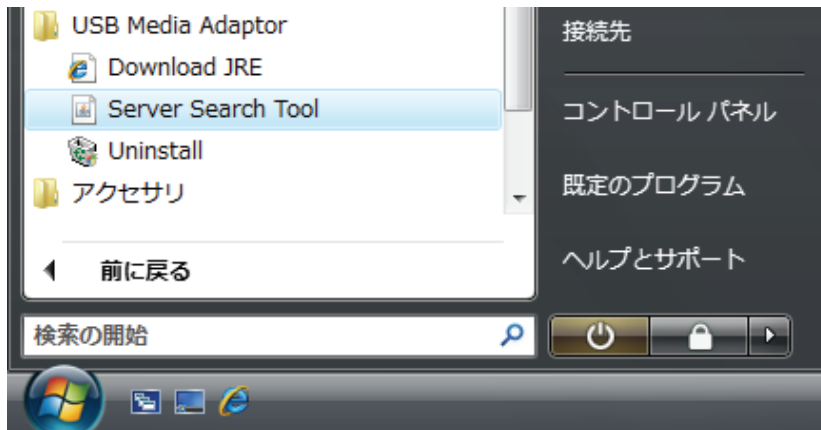 USB Media Adaptor
Download JRE
Server Search Tool
Uninstall
アクセサリ
前に戻る
検索の開始
接続先
コントロール パネル
既定のプログラム
ヘルプとサポート